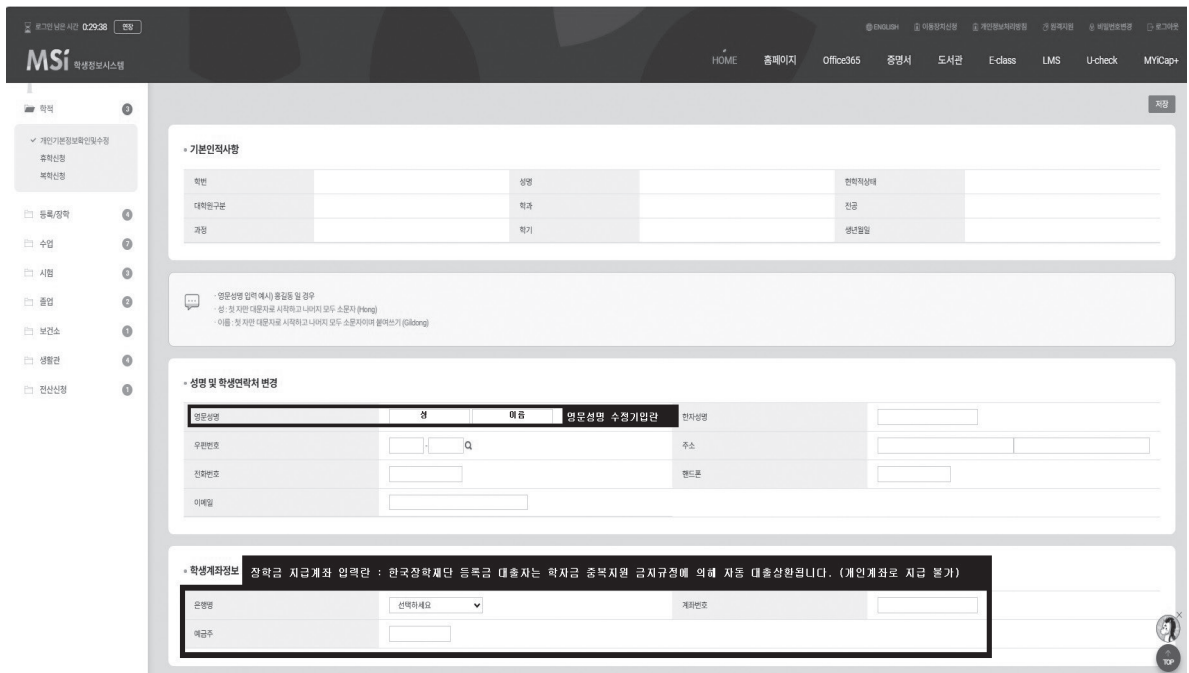 로그인 남은 시간 0:29:38 연장
ENGLISH 이동장치신청 개인정보처리방침 원격지원 비밀번호변경 로그아웃
MSi 학생정보시스템
HOME 홈페이지 Office365 증명서 도서관 E-class LMS U-check MYiCap+
학적 3
개인기본정보확인및수정
휴학신청
복학신청
등록/장학 4
수업 7
시험 3
졸업 2
보건소 1
생활관 4
전산신청 1
저장
기본인적사항
학번 성명 현학적상태
대학원구분 학과 전공
과정 학기 생년월일
· 영문성명 입력 예시) 홍길동 일 경우
· 성 : 첫 자만 대문자로 시작하고 나머지 모두 소문자 (Hong)
· 이름 : 첫 자만 대문자로 시작하고 나머지 모두 소문자이며 붙여쓰기 (Gildong)
성명 및 학생연락처 변경
영문성명 성 이름 영문성명 수정기입란 한자성명
우편번호 - 주소
전화번호 핸드폰
이메일
학생계좌정보 장학금 지급계좌 입력란 : 한국장학재단 등록금 대출자는 학자금 중복지원 금지규정에 의해 자동 대출상환됩니다. (개인계좌로 지급 불가)
은행명 선택하세요 계좌번호
예금주
TOP